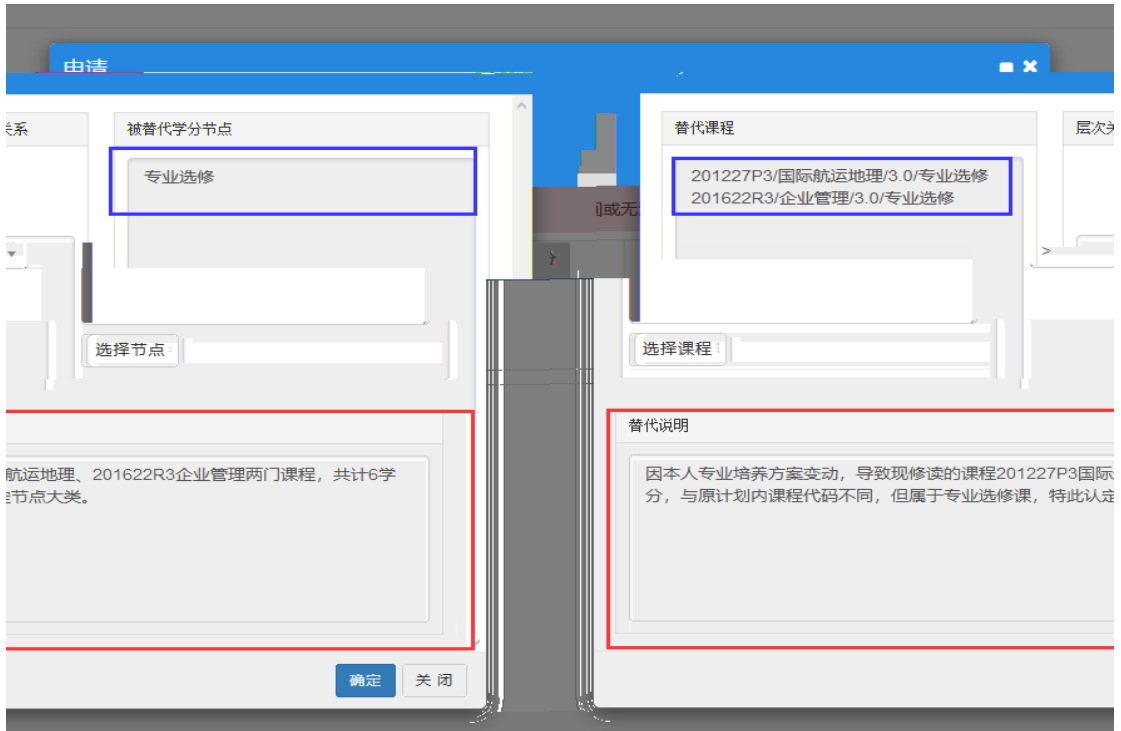 申请
关系
被替代学分节点
专业选修
选择节点
航运地理、201622R3企业管理两门课程，共计6学
节点大类。
确定
关 闭
替代课程
层次关
201227P3/国际航运地理/3.0/专业选修
201622R3/企业管理/3.0/专业选修
或无
>
选择课程
替代说明
因本人专业培养方案变动，导致现修读的课程201227P3国际
分，与原计划内课程代码不同，但属于专业选修课，特此认定